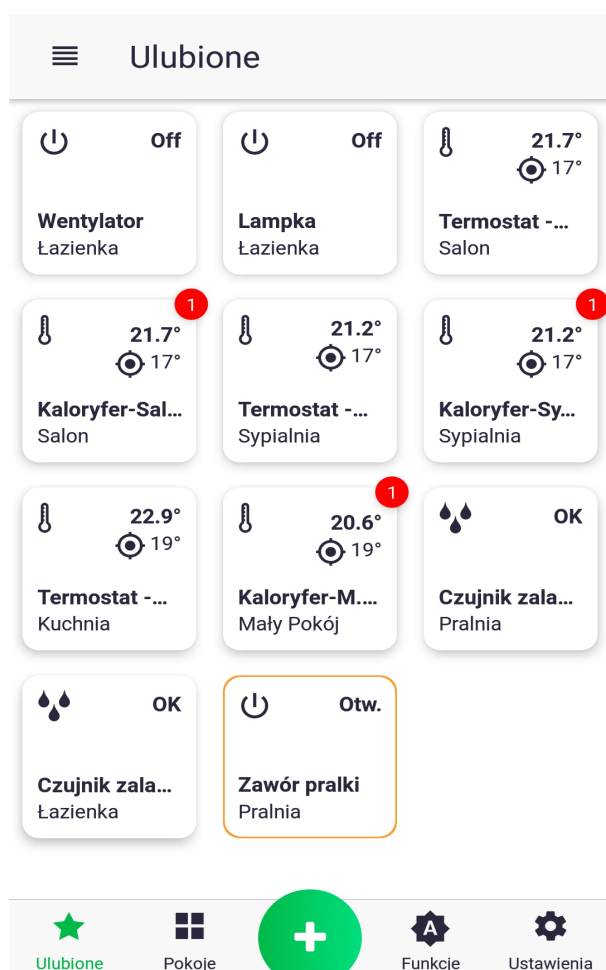 Ulubione
Off
Wentylator
Łazienka
Off
Lampka
Łazienka
21.7°
17°
Termostat -...
Salon
1
21.7°
17°
Kaloryfer-Sal...
Salon
21.2°
17°
Termostat -...
Sypialnia
1
21.2°
17°
Kaloryfer-Sy...
Sypialnia
22.9°
19°
Termostat -...
Kuchnia
1
20.6°
19°
Kaloryfer-M....
Mały Pokój
OK
Czujnik zala...
Pralnia
OK
Czujnik zala...
Łazienka
Otw.
Zawór pralki
Pralnia
A
Ulubione
Pokoje
Funkcje
Ustawienia